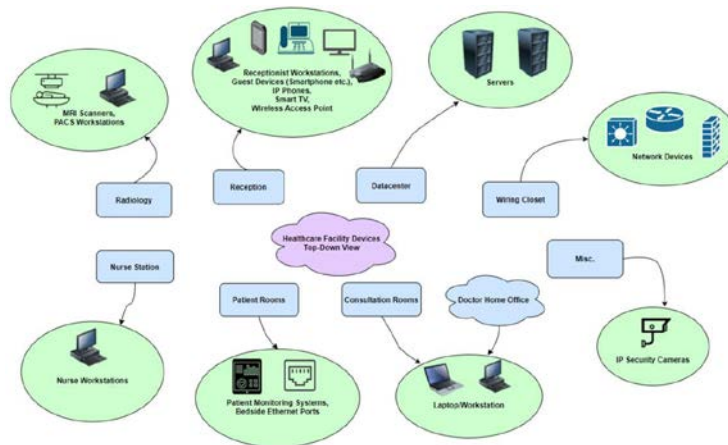 Receptionist Workstations,
Guest Devices (Smartphone etc.),
IP Phones,
Smart TV,
Wireless Access Point
Servers
MRI Scanners,
PACS Workstations
Network Devices
Radiology
Reception
Datacenter
Wiring Closet
Healthcare Facility Devices
Top-Down View
Nurse Station
Misc.
Patient Rooms
Consultation Rooms
Doctor Home Office
Nurse Workstations
IP Security Cameras
Patient Monitoring Systems,
Bedside Ethernet Ports
Laptop/Workstation